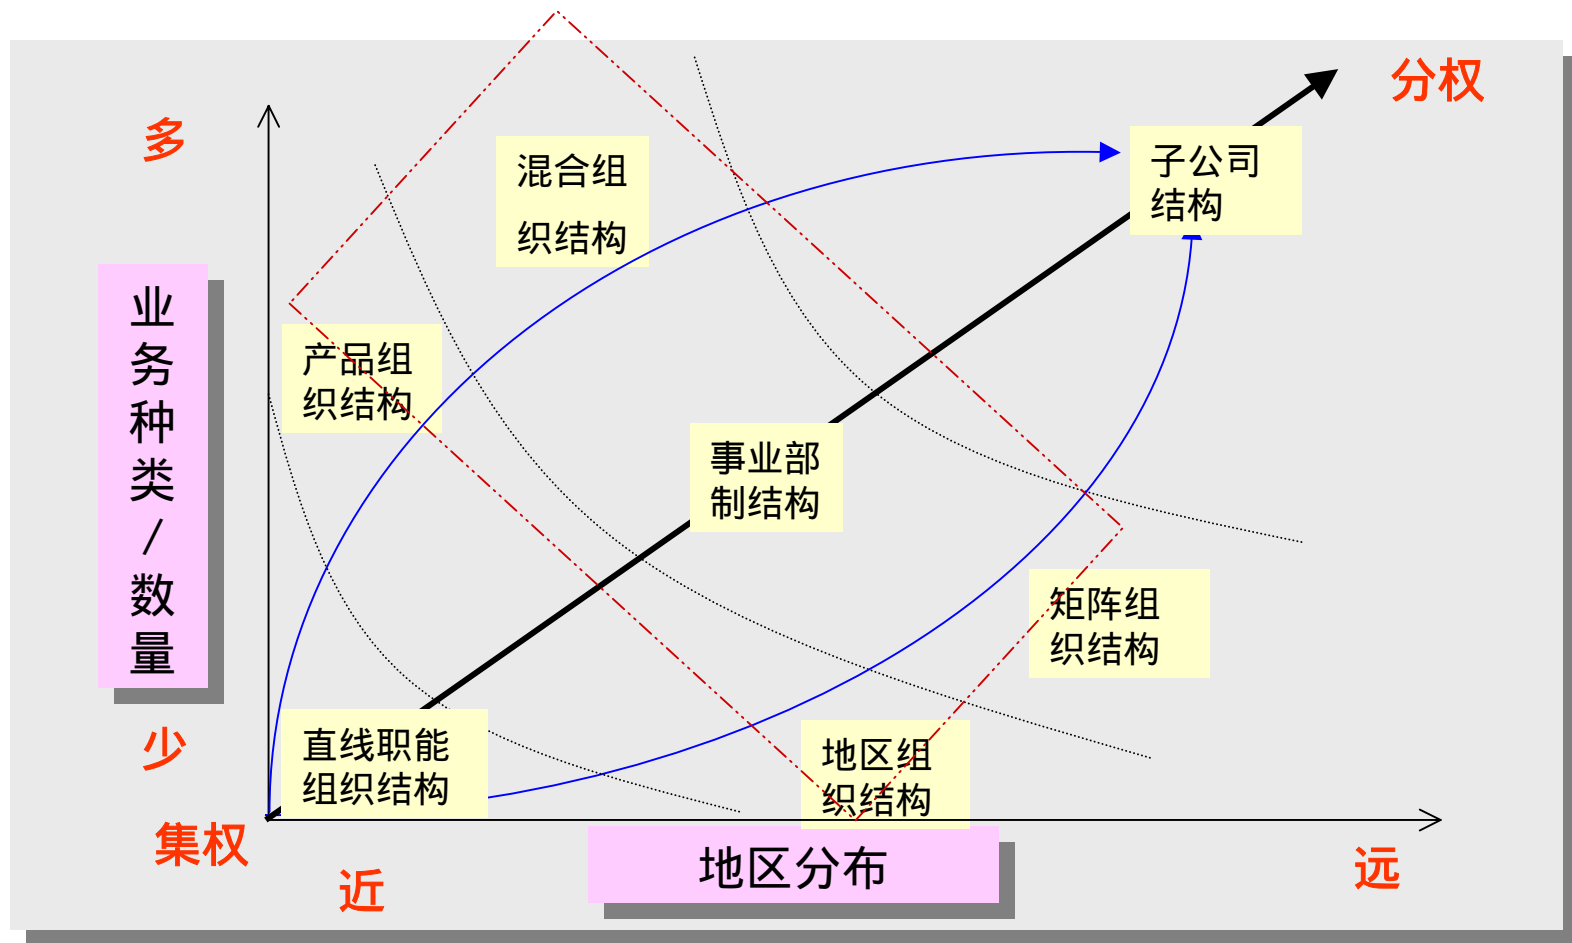 分权
多
混合组
织结构
子公司
结构
业
务
种
类
/
数
量
产品组
织结构
事业部
制结构
矩阵组
织结构
少
直线职能
组织结构
地区组
织结构
集权
近
地区分布
远